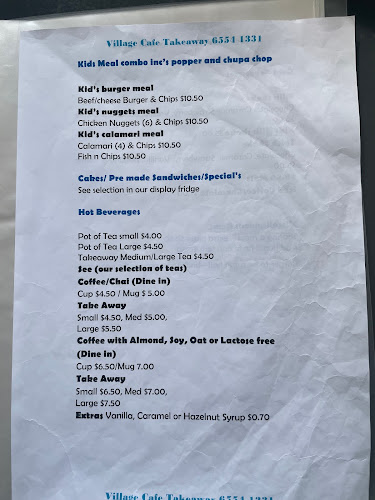 Village Cafe Takeaway 6554 1331
Kids Meal combo inc's popper and chupa chop
Kid's burger meal
Beef/cheese Burger & Chips $10.50
Kid's nuggets meal
Chicken Nuggets (6) & Chips $10.50
Kid's calamari meal
Calamari (4) & Chips $10.50
Fish n Chips $10.50
Cakes/ Pre made Sandwiches/Special's
See selection in our display fridge
Hot Beverages
Pot of Tea small $4.00
Pot of Tea Large $4.50
Takeaway Medium/Large Tea $4.50
See (our selection of teas)
Coffee/Chai (Dine in)
Cup $4.50 / Mug $ 5.00
Take Away
Small $4.50, Med $5.00,
Large $5.50
Coffee with Almond, Soy, Oat or Lactose free
(Dine in)
Cup $6.50/Mug 7.00
Take Away
Small $6.50, Med $7.00,
Large $7.50
Extras Vanilla, Caramel or Hazelnut Syrup $0.70
Village Cafe Takeaway 6554 1331